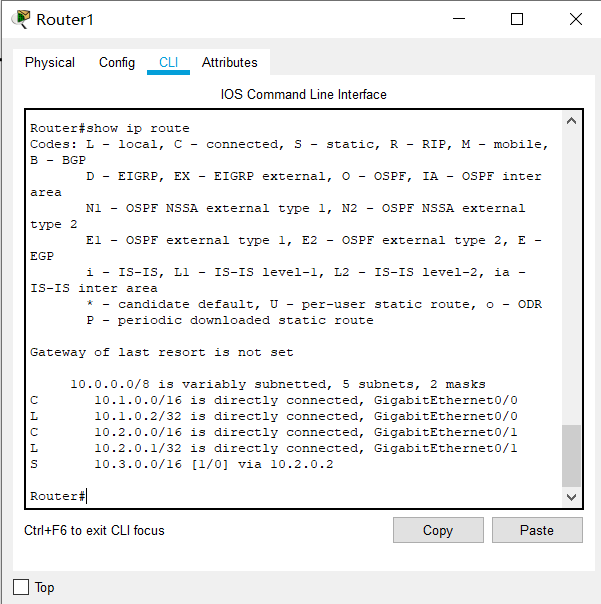 Router1
Physical Config CLI Attributes
IOS Command Line Interface
Router#show ip route
Codes: L - local, C - connected, S - static, R - RIP, M - mobile,
B - BGP
D - EIGRP, EX - EIGRP external, O - OSPF, IA - OSPF inter
area
N1 - OSPF NSSA external type 1, N2 - OSPF NSSA external
type 2
E1 - OSPF external type 1, E2 - OSPF external type 2, E -
EGP
i - IS-IS, L1 - IS-IS level-1, L2 - IS-IS level-2, ia -
IS-IS inter area
* - candidate default, U - per-user static route, o - ODR
P - periodic downloaded static route
Gateway of last resort is not set
10.0.0.0/8 is variably subnetted, 5 subnets, 2 masks
C 10.1.0.0/16 is directly connected, GigabitEthernet0/0
L 10.1.0.2/32 is directly connected, GigabitEthernet0/0
C 10.2.0.0/16 is directly connected, GigabitEthernet0/1
L 10.2.0.1/32 is directly connected, GigabitEthernet0/1
S 10.3.0.0/16 [1/0] via 10.2.0.2
Router#
Ctrl+F6 to exit CLI focus Copy Paste
Top